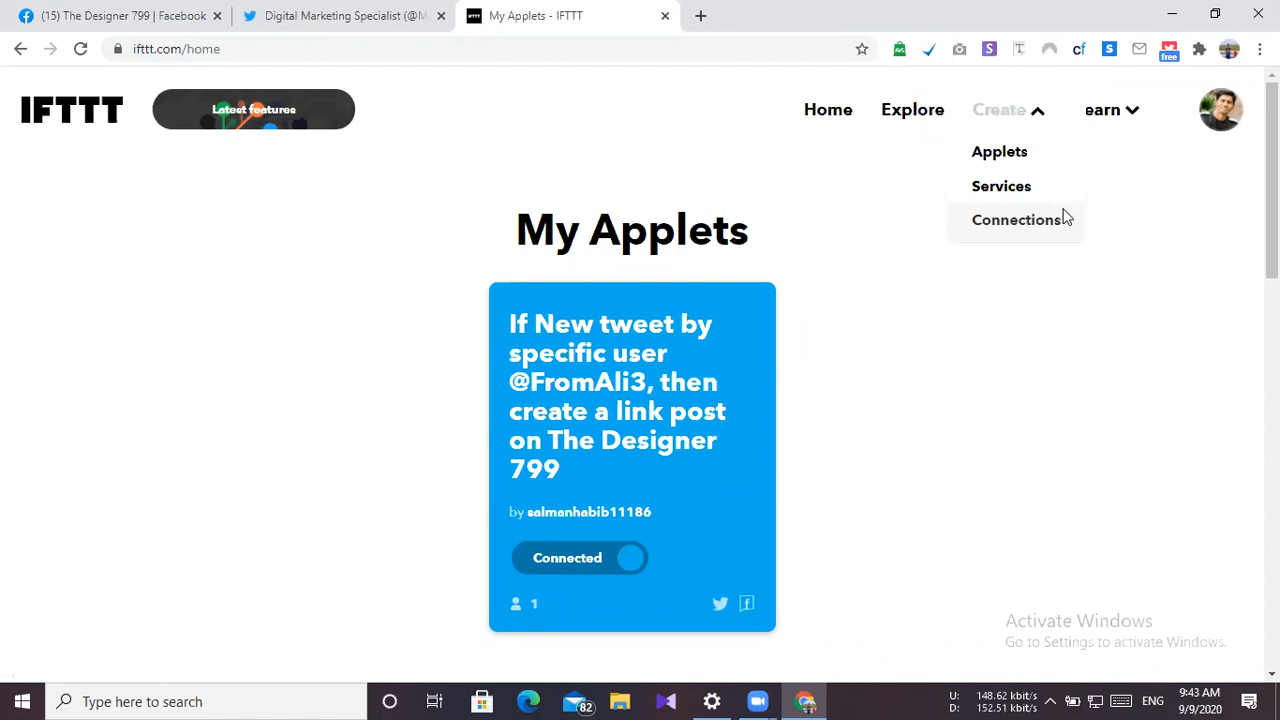 (15) The Designer 799 | Facebook
Digital Marketing Specialist (@M
My Applets - IFTTT
ifttt.com/home
free
IFTTT
Latest features
Home
Explore
Create
earn
Applets
Services
Connections
My Applets
If New tweet by
specific user
@FromAli3, then
create a link post
on The Designer
799
by salmanhabib11186
Connected
1
Activate Windows
Go to Settings to activate Windows.
Type here to search
82
U: 148.62 kbit/s
D: 152.51 kbit/s
ENG
9:43 AM
9/9/2020